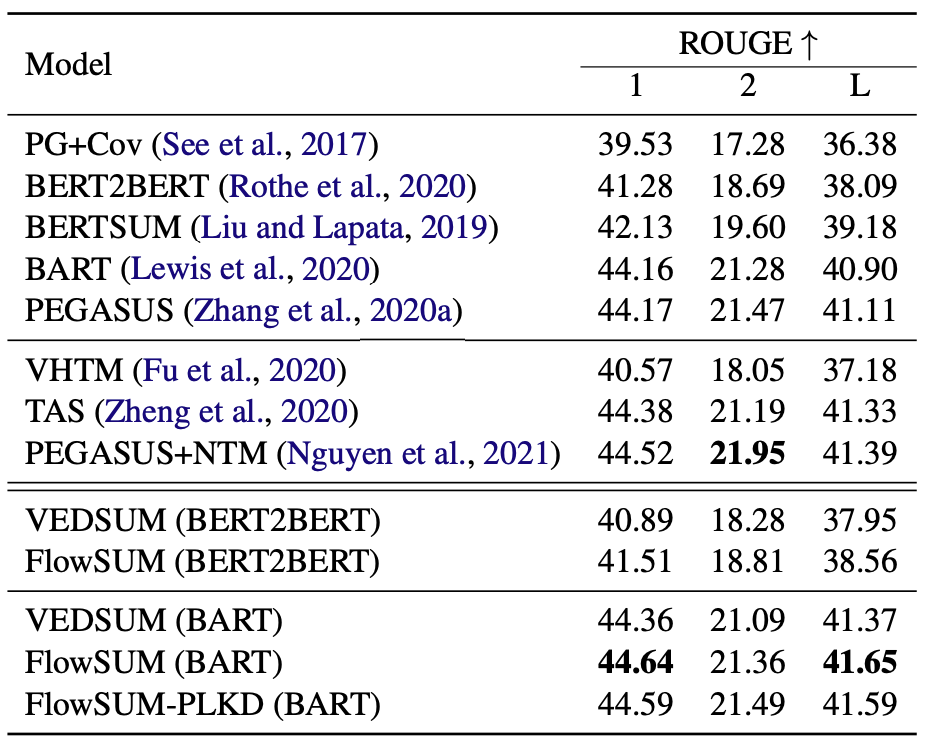 Model ROUGE ↑
1 2 L
PG+Cov (See et al., 2017) 39.53 17.28 36.38
BERT2BERT (Rothe et al., 2020) 41.28 18.69 38.09
BERTSUM (Liu and Lapata, 2019) 42.13 19.60 39.18
BART (Lewis et al., 2020) 44.16 21.28 40.90
PEGASUS (Zhang et al., 2020a) 44.17 21.47 41.11
VHTM (Fu et al., 2020) 40.57 18.05 37.18
TAS (Zheng et al., 2020) 44.38 21.19 41.33
PEGASUS+NTM (Nguyen et al., 2021) 44.52 21.95 41.39
VEDSUM (BERT2BERT) 40.89 18.28 37.95
FlowSUM (BERT2BERT) 41.51 18.81 38.56
VEDSUM (BART) 44.36 21.09 41.37
FlowSUM (BART) 44.64 21.36 41.65
FlowSUM-PLKD (BART) 44.59 21.49 41.59